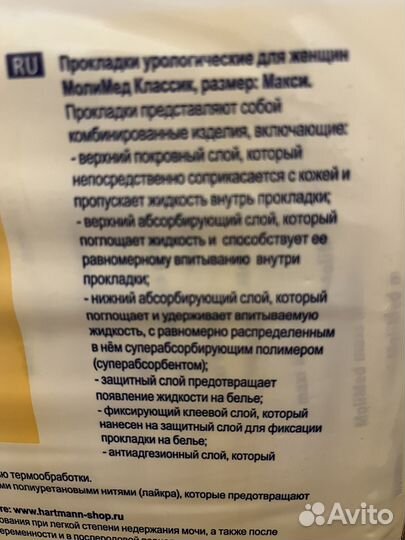 RU
Прокладки урологические для женщин
МолиМед Классик, размер: Макси.
Прокладки представляют собой
комбинированные изделия, включающие:
- верхний покровный слой, который
непосредственно соприкасается с кожей и
пропускает жидкость внутрь прокладки;
- верхний абсорбирующий слой, который
поглощает жидкость и способствует ее
равномерному впитыванию внутри
прокладки;
- нижний абсорбирующий слой, который
поглощает и удерживает впитываемую
жидкость, с равномерно распределенным
в нём суперабсорбирующим полимером
(суперабсорбентом);
- защитный слой предотвращает
появление жидкости на белье;
- фиксирующий клеевой слой, который
нанесен на защитный слой для фиксации
прокладки на белье;
- антиадгезионный слой, который
ью термообработки.
ми полиуретановыми нитями (лайкра), которые предотвращают
те: www.hartmann-shop.ru
ования при легкой степени недержания мочи, а также после
еременности и в послеродовой
Avito